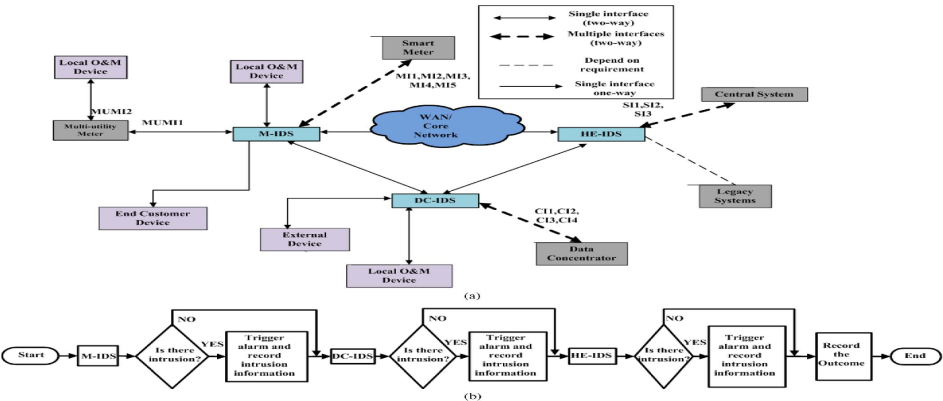 Single interface
(two-way)
Multiple interfaces
(two-way)
Depend on
requirement
Single interface
one-way
Smart
Meter
Local O&M
Device
Local O&M
Device
MI1,MI2,MI3,
MI4,MI5
SI1,SI2,
SI3
Central System
MUMI2
Multi-utility
Meter
MUMI1
M-IDS
WAN/
Core
Network
HE-IDS
Legacy
Systems
DC-IDS
End Customer
Device
External
Device
CI1,CI2,
CI3,CI4
Data
Concentrator
Local O&M
Device
(a)
Start
M-IDS
Is there
intrusion?
NO
YES
Trigger
alarm and
record
intrusion
information
DC-IDS
Is there
intrusion?
NO
YES
Trigger
alarm and
record
intrusion
information
HE-IDS
Is there
intrusion?
NO
YES
Trigger
alarm and
record
intrusion
information
Record
the
Outcome
End
(b)